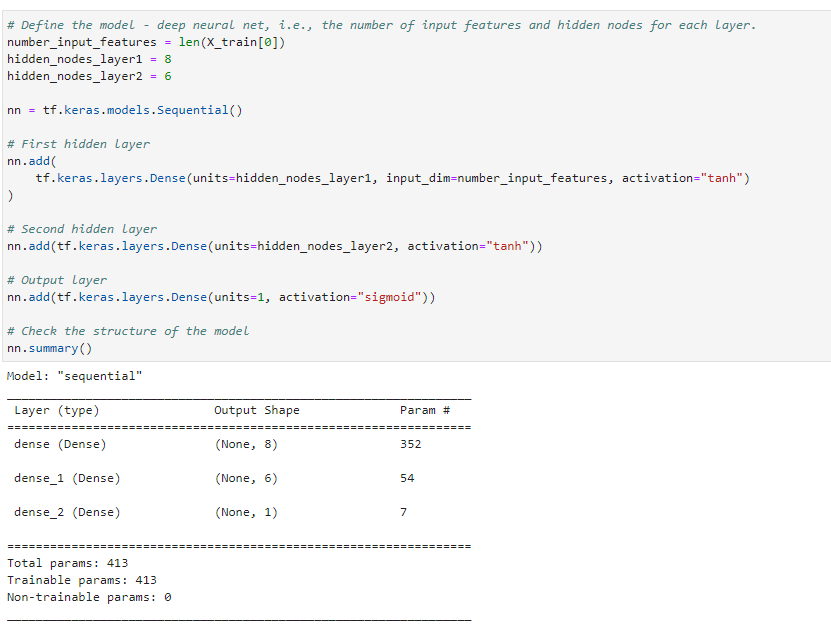 # Define the model - deep neural net, i.e., the number of input features and hidden nodes for each layer.
number_input_features = len(X_train[0])
hidden_nodes_layer1 = 8
hidden_nodes_layer2 = 6
nn = tf.keras.models.Sequential()
# First hidden layer
nn.add(
    tf.keras.layers.Dense(units=hidden_nodes_layer1, input_dim=number_input_features, activation="tanh")
)
# Second hidden layer
nn.add(tf.keras.layers.Dense(units=hidden_nodes_layer2, activation="tanh"))
# Output layer
nn.add(tf.keras.layers.Dense(units=1, activation="sigmoid"))
# Check the structure of the model
nn.summary()
Model: "sequential"
_________________________________________________________________
Layer (type) Output Shape Param #
=================================================================
dense (Dense) (None, 8) 352
dense_1 (Dense) (None, 6) 54
dense_2 (Dense) (None, 1) 7
=================================================================
Total params: 413
Trainable params: 413
Non-trainable params: 0
_________________________________________________________________